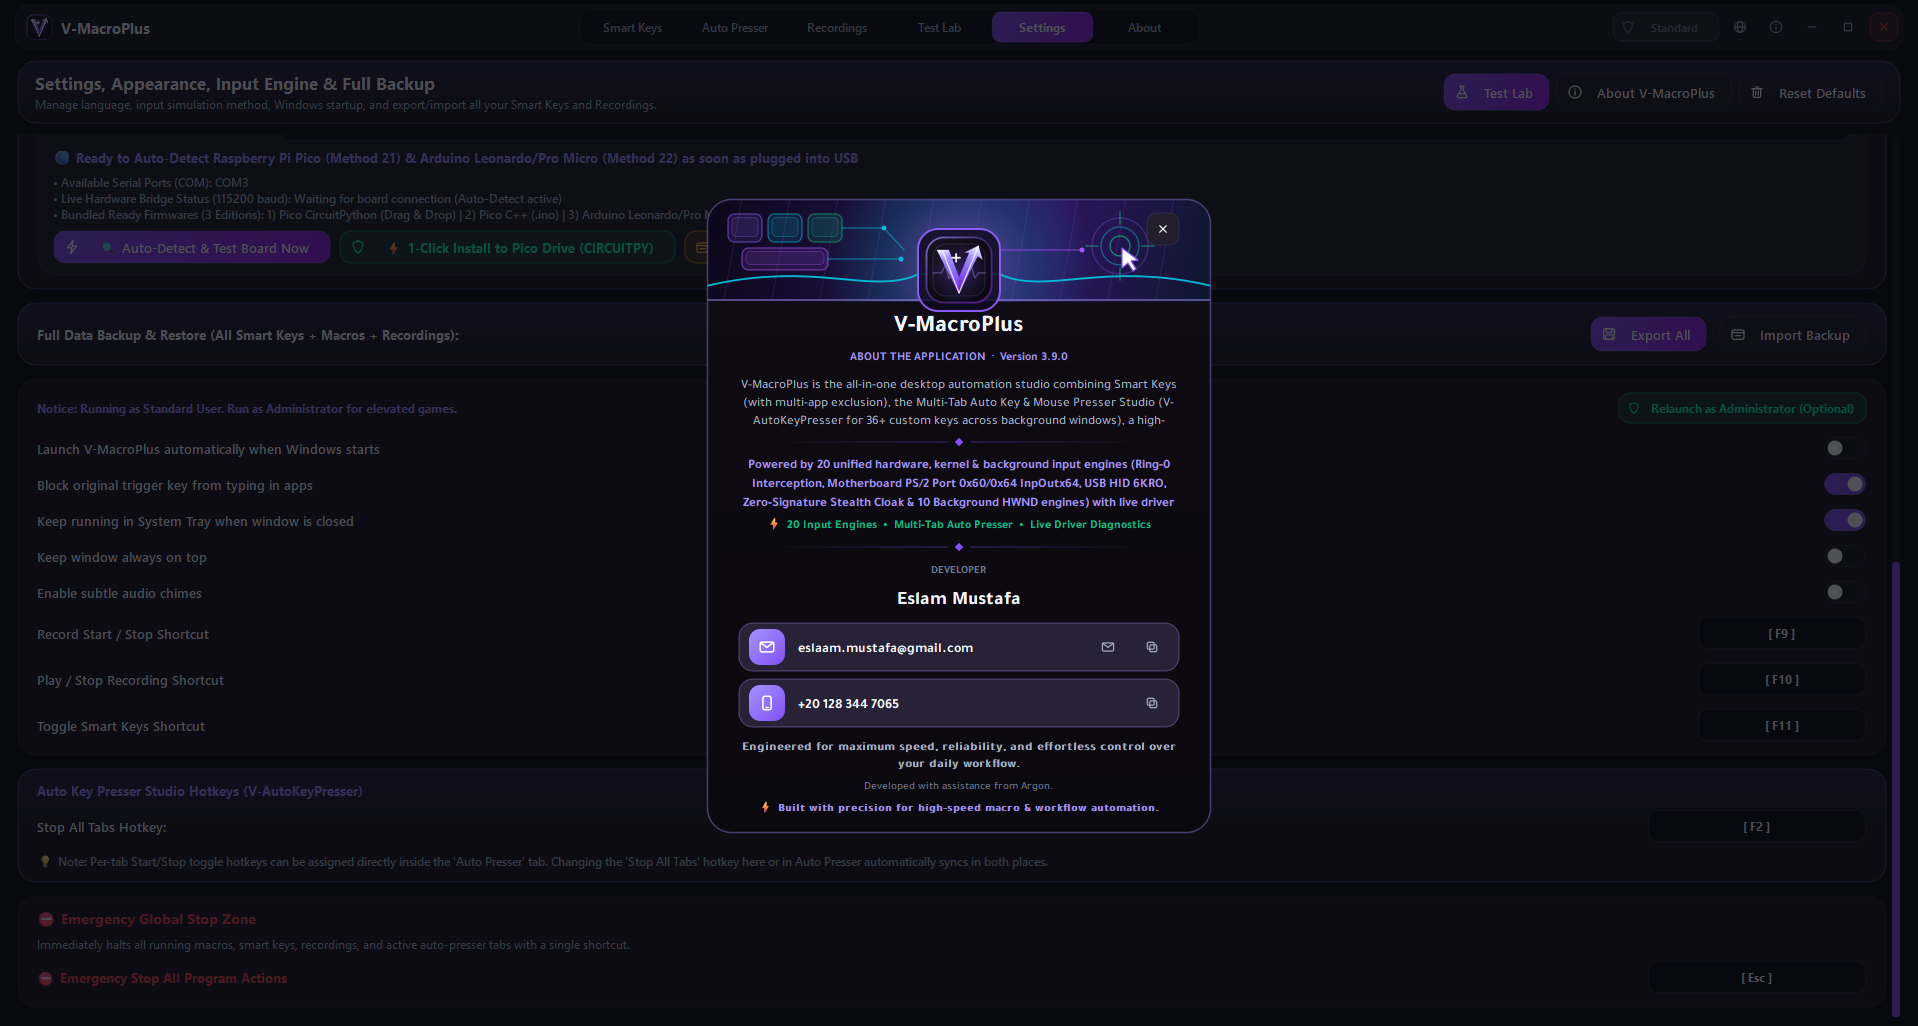 V-MacroPlus
Smart Keys
Auto Presser
Recordings
Test Lab
Settings
About
Standard
Settings, Appearance, Input Engine & Full Backup
Manage language, input simulation method, Windows startup, and export/import all your Smart Keys and Recordings.
Test Lab
About V-MacroPlus
Reset Defaults
Ready to Auto-Detect Raspberry Pi Pico (Method 21) & Arduino Leonardo/Pro Micro (Method 22) as soon as plugged into USB
• Available Serial Ports (COM): COM3
• Live Hardware Bridge Status (115200 baud): Waiting for board connection (Auto-Detect active)
• Bundled Ready Firmwares (3 Editions): 1) Pico CircuitPython (Drag & Drop) | 2) Pico C++ (.ino) | 3) Arduino Leonardo/Pro M
Auto-Detect & Test Board Now
1-Click Install to Pico Drive (CIRCUITPY)
Full Data Backup & Restore (All Smart Keys + Macros + Recordings):
Export All
Import Backup
Notice: Running as Standard User. Run as Administrator for elevated games.
Relaunch as Administrator (Optional)
Launch V-MacroPlus automatically when Windows starts
Block original trigger key from typing in apps
Keep running in System Tray when window is closed
Keep window always on top
Enable subtle audio chimes
Record Start / Stop Shortcut
[ F9 ]
Play / Stop Recording Shortcut
[ F10 ]
Toggle Smart Keys Shortcut
[ F11 ]
Auto Key Presser Studio Hotkeys (V-AutoKeyPresser)
Stop All Tabs Hotkey:
[ F2 ]
Note: Per-tab Start/Stop toggle hotkeys can be assigned directly inside the 'Auto Presser' tab. Changing the 'Stop All Tabs' hotkey here or in Auto Presser automatically syncs in both places.
Emergency Global Stop Zone
Immediately halts all running macros, smart keys, recordings, and active auto-presser tabs with a single shortcut.
Emergency Stop All Program Actions
[ Esc ]
V-MacroPlus
ABOUT THE APPLICATION · Version 3.9.0
V-MacroPlus is the all-in-one desktop automation studio combining Smart Keys
(with multi-app exclusion), the Multi-Tab Auto Key & Mouse Presser Studio (V-
AutoKeyPresser for 36+ custom keys across background windows), a high-
Powered by 20 unified hardware, kernel & background input engines (Ring-0
Interception, Motherboard PS/2 Port 0x60/0x64 InpOutx64, USB HID 6KRO,
Zero-Signature Stealth Cloak & 10 Background HWND engines) with live driver
20 Input Engines • Multi-Tab Auto Presser • Live Driver Diagnostics
DEVELOPER
Eslam Mustafa
eslaam.mustafa@gmail.com
+20 128 344 7065
Engineered for maximum speed, reliability, and effortless control over
your daily workflow.
Developed with assistance from Argon.
Built with precision for high-speed macro & workflow automation.